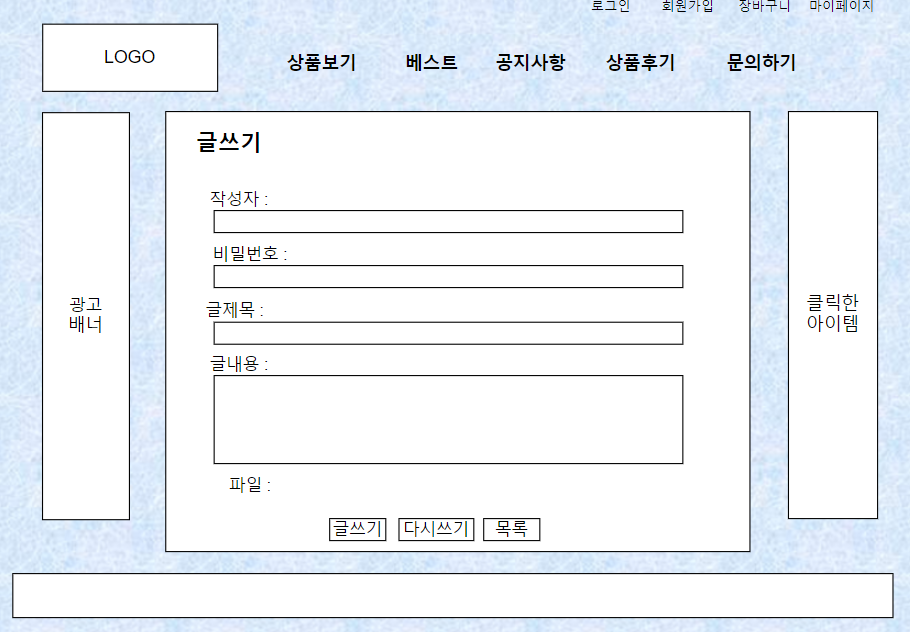 로그인 회원가입 장바구니 마이페이지
LOGO
상품보기 베스트 공지사항 상품후기 문의하기
광고
배너
글쓰기
작성자 :
비밀번호 :
글제목 :
글내용 :
파일 :
글쓰기 다시쓰기 목록
클릭한
아이템